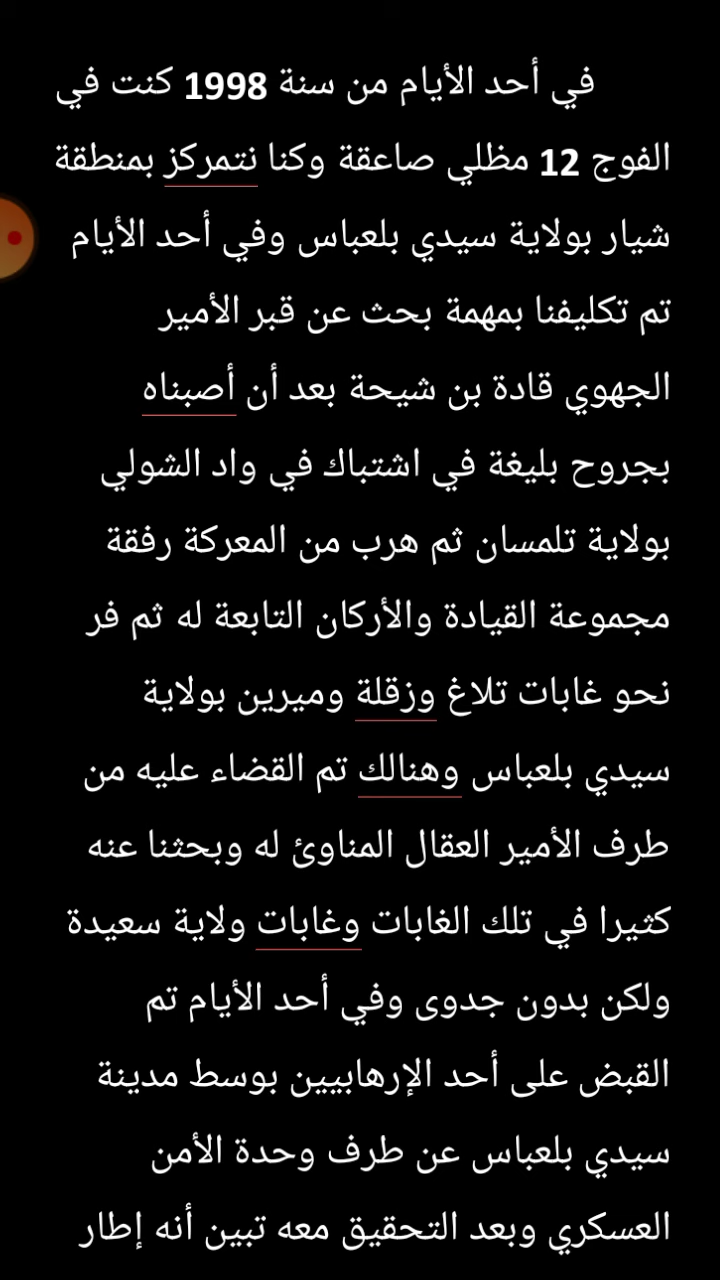 في أحد الأيام من سنة 1998 كنت في
الفوج 12 مظلي صاعقة وكنا نتمركز بمنطقة
شيار بولاية سيدي بلعباس وفي أحد الأيام
تم تكليفنا بمهمة بحث عن قبر الأمير
الجهوي قادة بن شيحة بعد أن أصبناه
بجروح بليغة في اشتباك في واد الشولي
بولاية تلمسان ثم هرب من المعركة رفقة
مجموعة القيادة والأركان التابعة له ثم فر
نحو غابات تلاغ وزقلة وميرين بولاية
سيدي بلعباس وهنالك تم القضاء عليه من
طرف الأمير العقال المناوئ له وبحثنا عنه
كثيرا في تلك الغابات وغابات ولاية سعيدة
ولكن بدون جدوى وفي أحد الأيام تم
القبض على أحد الإرهابيين بوسط مدينة
سيدي بلعباس عن طرف وحدة الأمن
العسكري وبعد التحقيق معه تبين أنه إطار